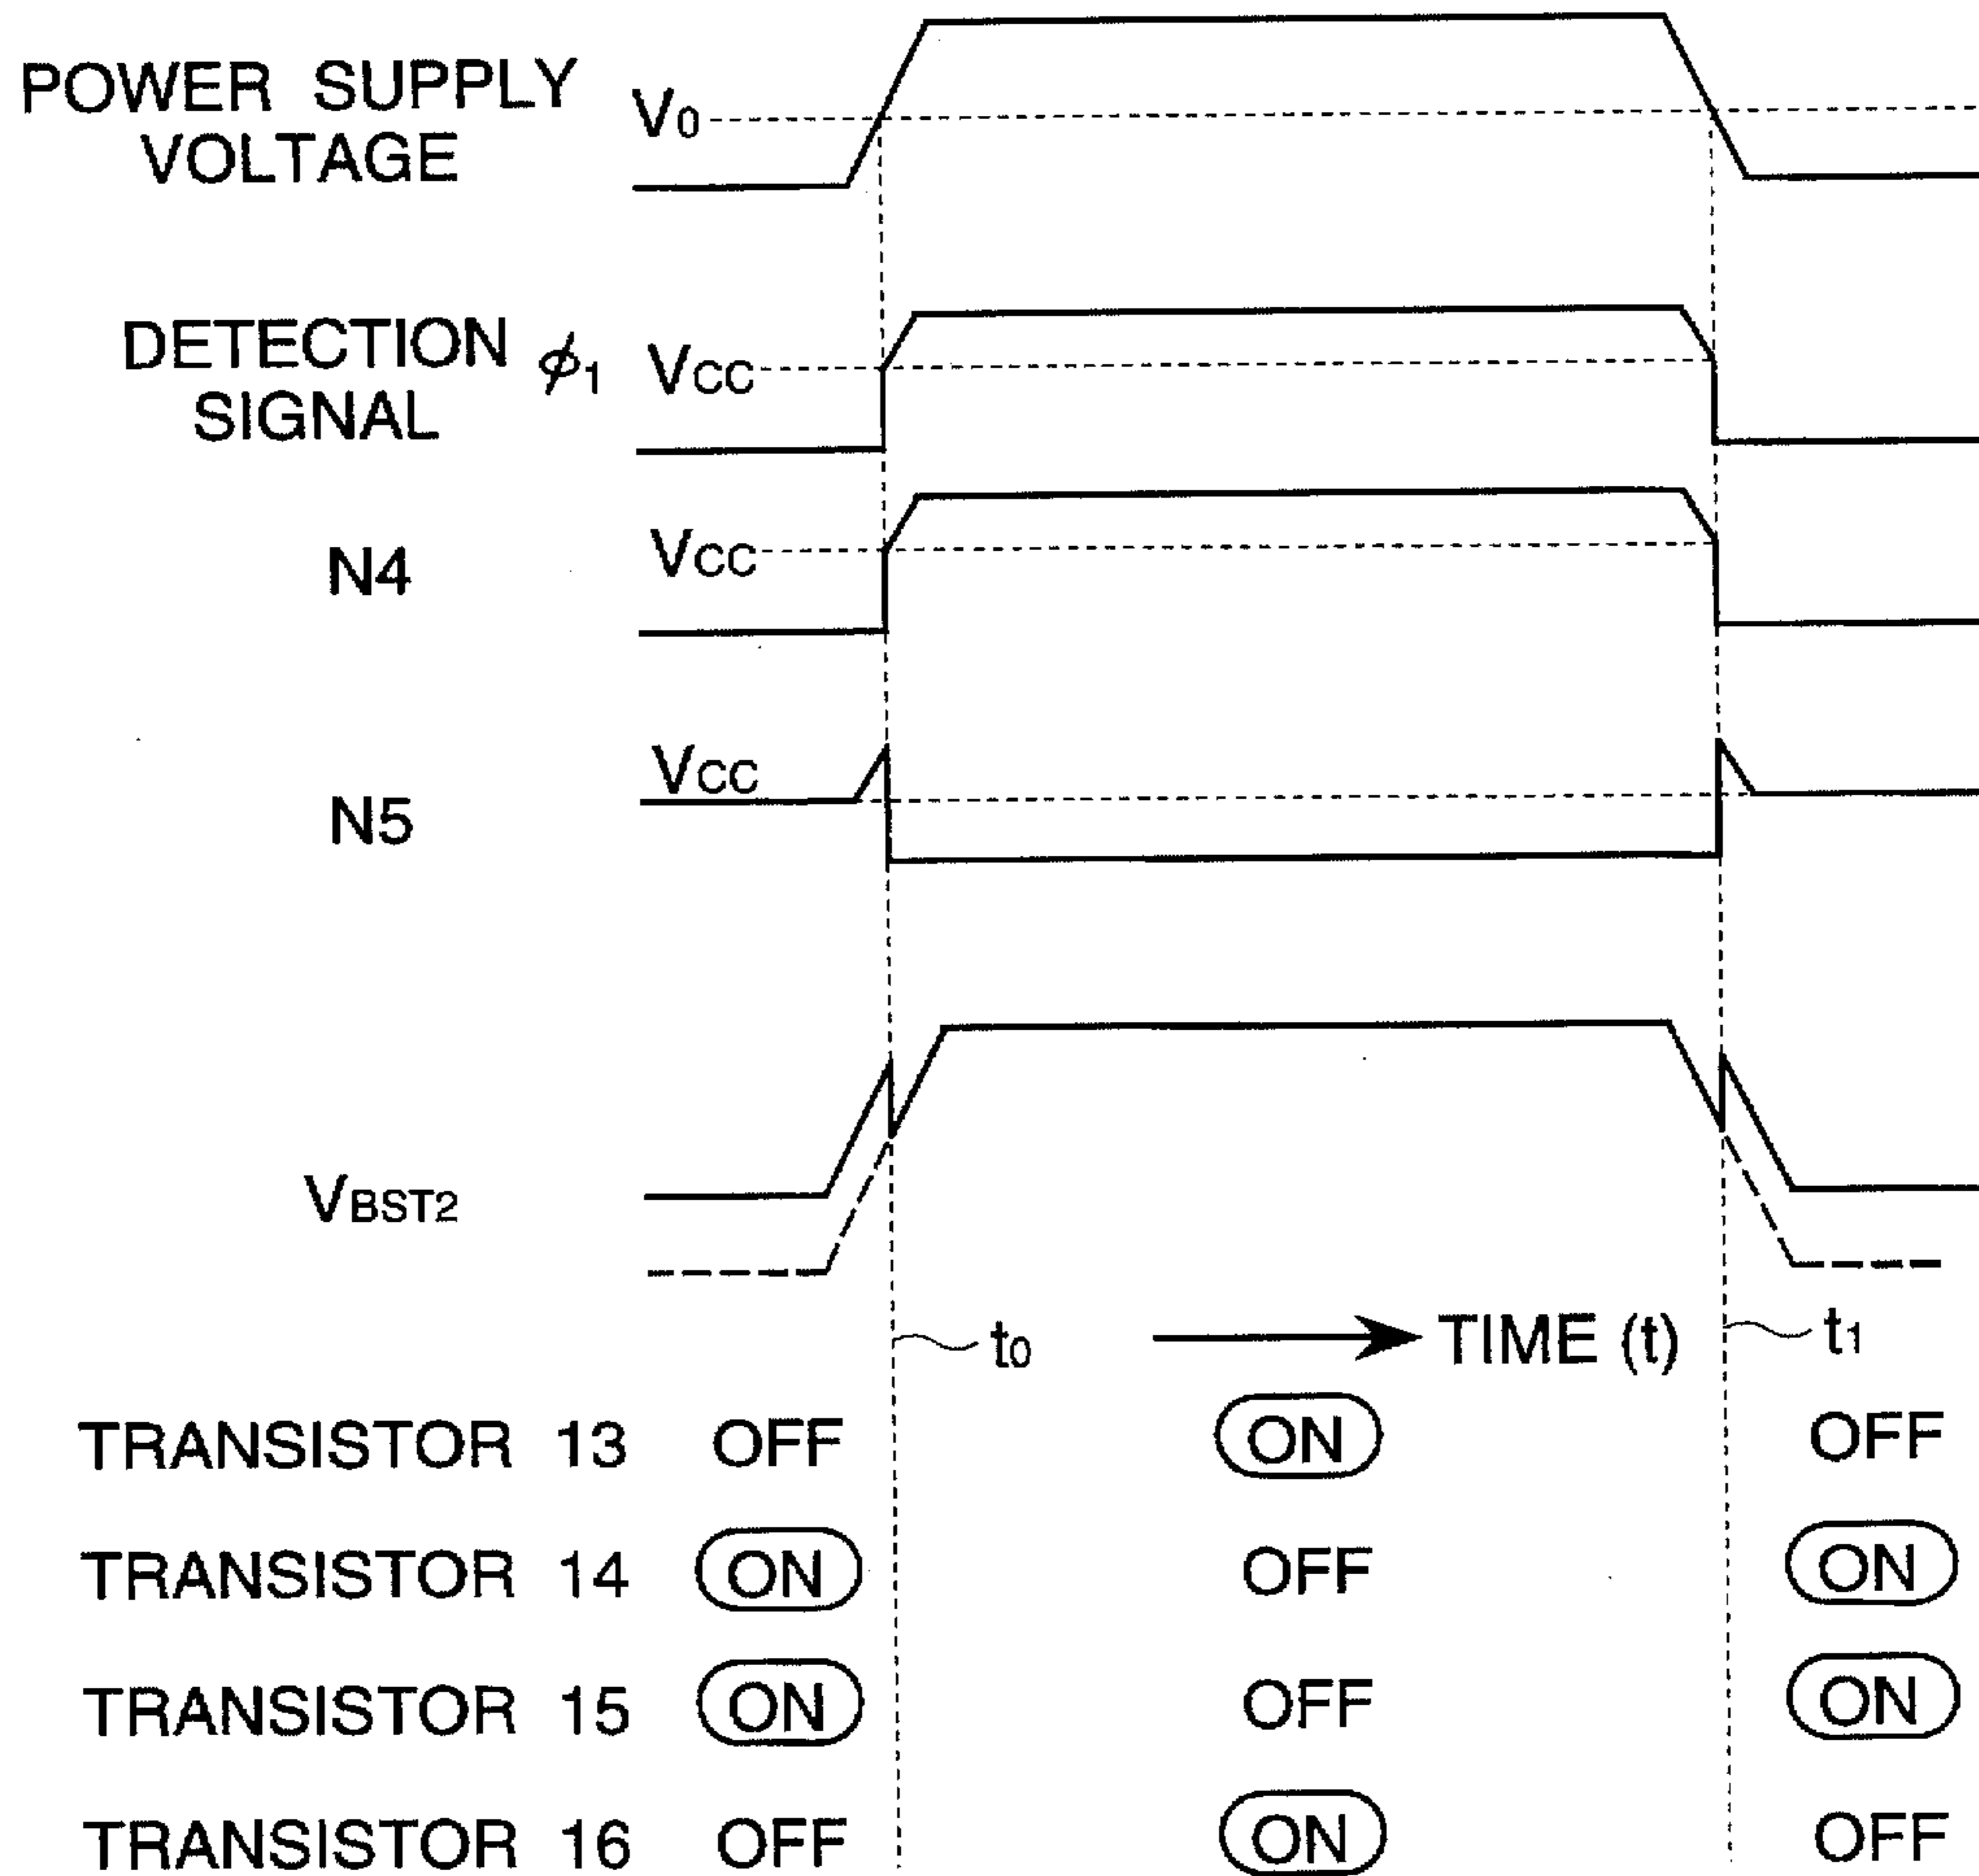 POWER SUPPLY
VOLTAGE
V0
DETECTION
SIGNAL
ϕ1
VCC
N4
VCC
N5
VCC
VBST2
t0
TIME (t)
t1
TRANSISTOR 13 OFF ON OFF
TRANSISTOR 14 ON OFF ON
TRANSISTOR 15 ON OFF ON
TRANSISTOR 16 OFF ON OFF